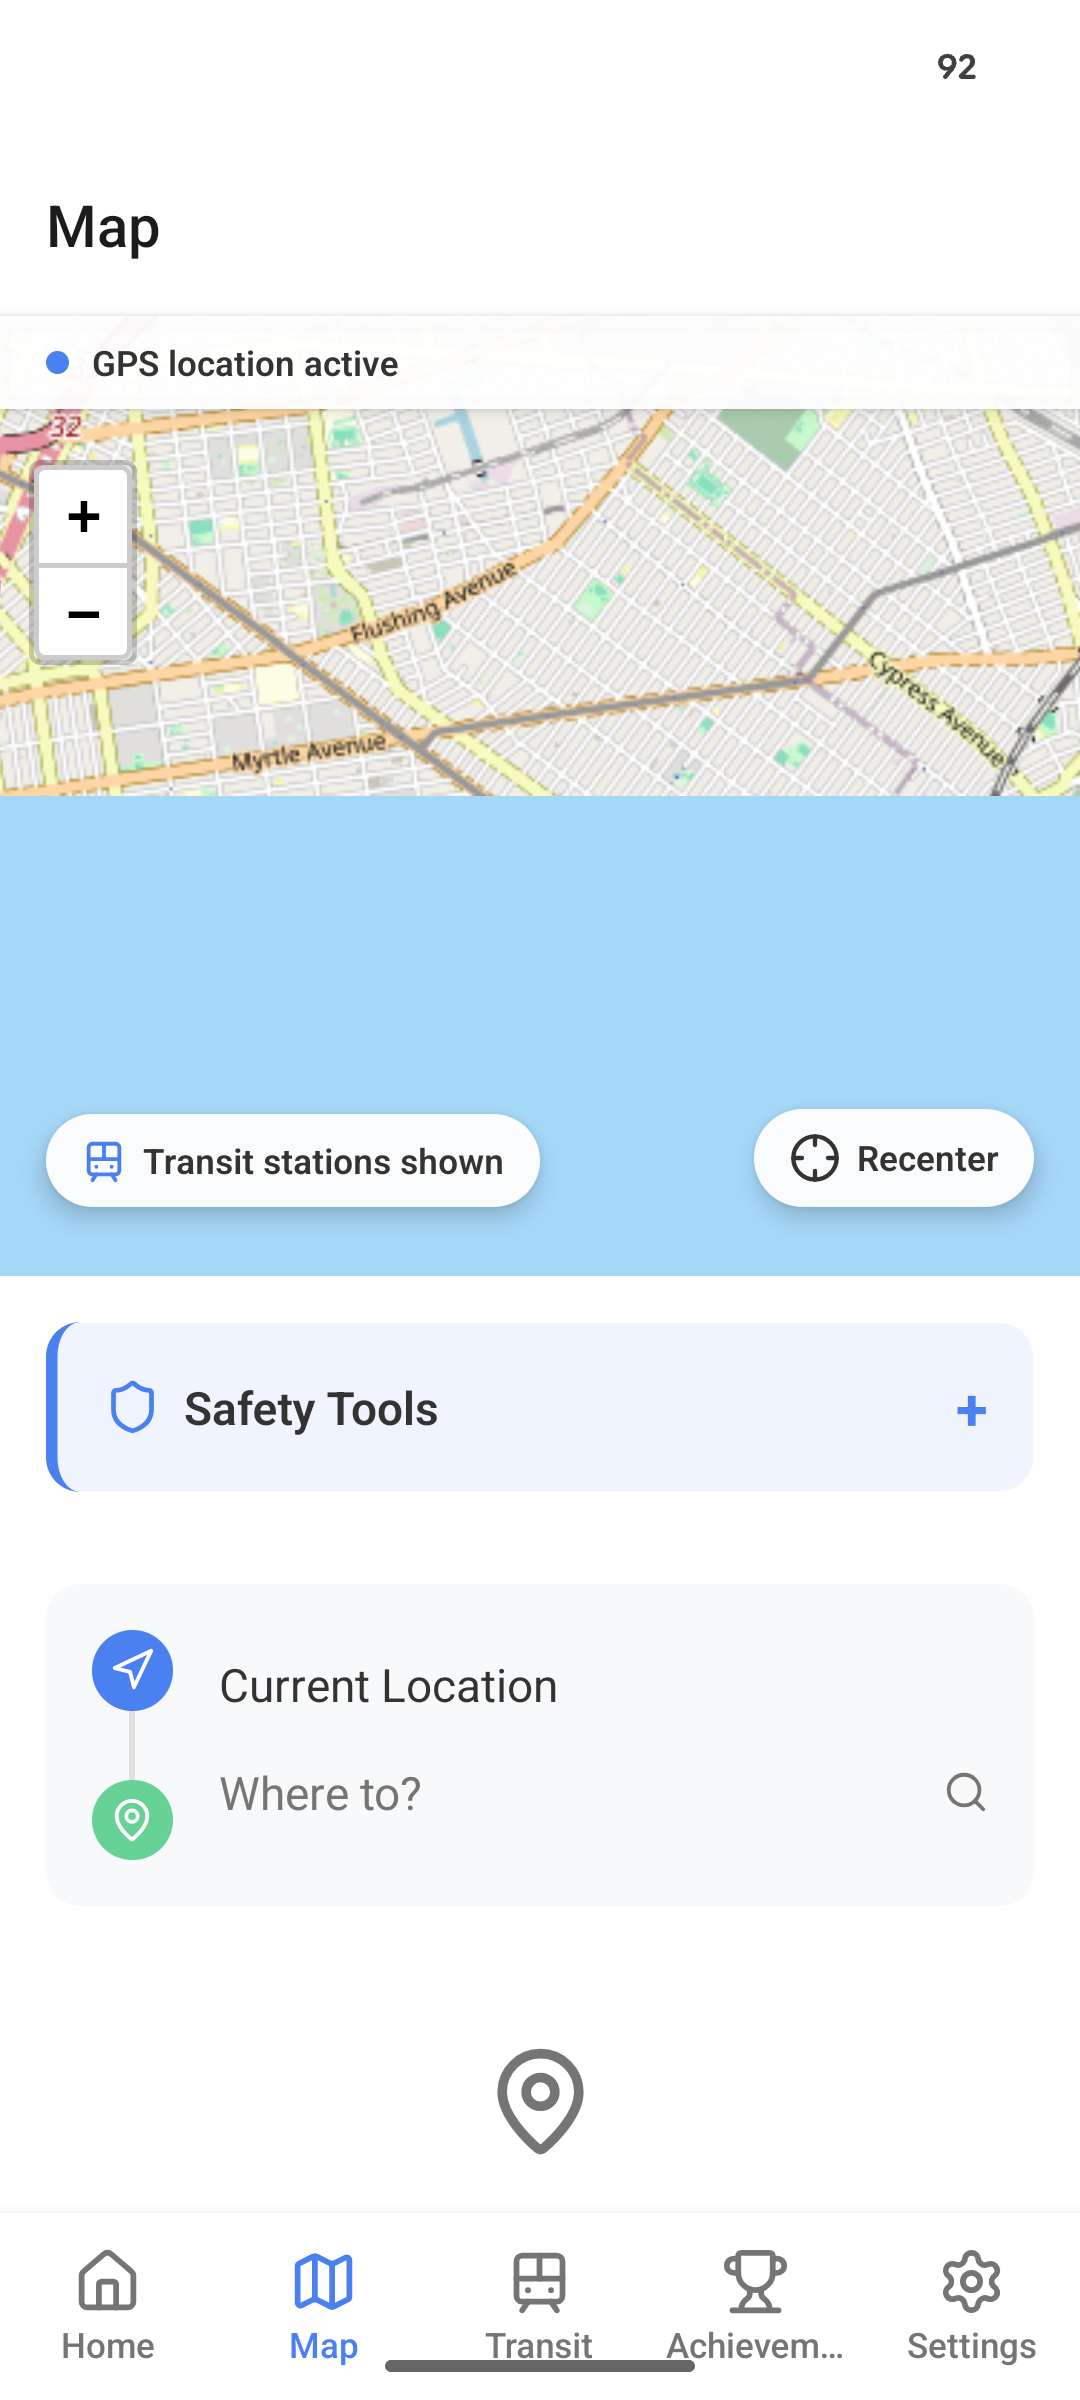 92
Map
GPS location active
32
+
−
Flushing Avenue
Cypress Avenue
Myrtle Avenue
Transit stations shown
Recenter
Safety Tools
+
Current Location
Where to?
Home
Map
Transit
Achievem...
Settings